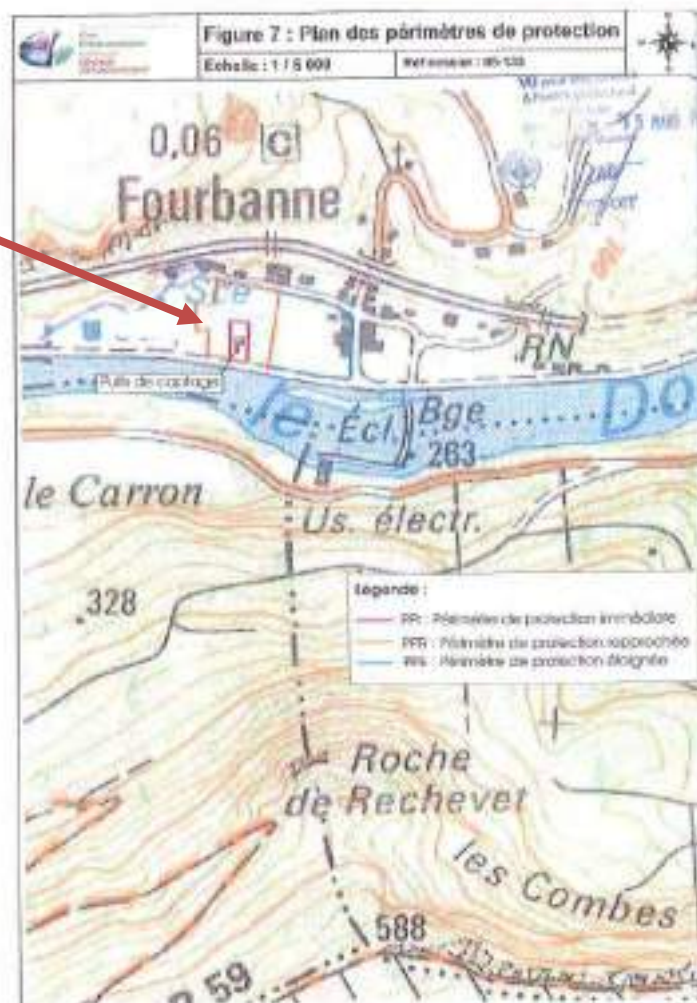 Figure 7 : Plan des périmètres de protection
Echelle : 1 / 5 000
0,06 C
Fourbanne
Ste
RN
Puits de captage
le Do
Écl. Bge
263
le Carron
Us. électr.
328
Légende :
PPI : Périmètre de protection immédiate
PPR : Périmètre de protection rapprochée
PPE : Périmètre de protection éloignée
Roche
de Rechevet
les Combes
588
59